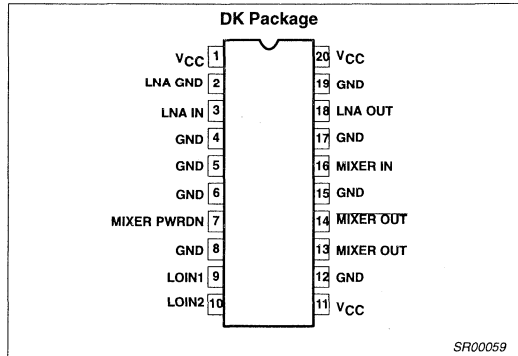 DK Package
VCC 1 20 VCC
LNA GND 2 19 GND
LNA IN 3 18 LNA OUT
GND 4 17 GND
GND 5 16 MIXER IN
GND 6 15 GND
MIXER PWRDN 7 14 MIXER OUT
GND 8 13 MIXER OUT
LOIN1 9 12 GND
LOIN2 10 11 VCC
SR00059